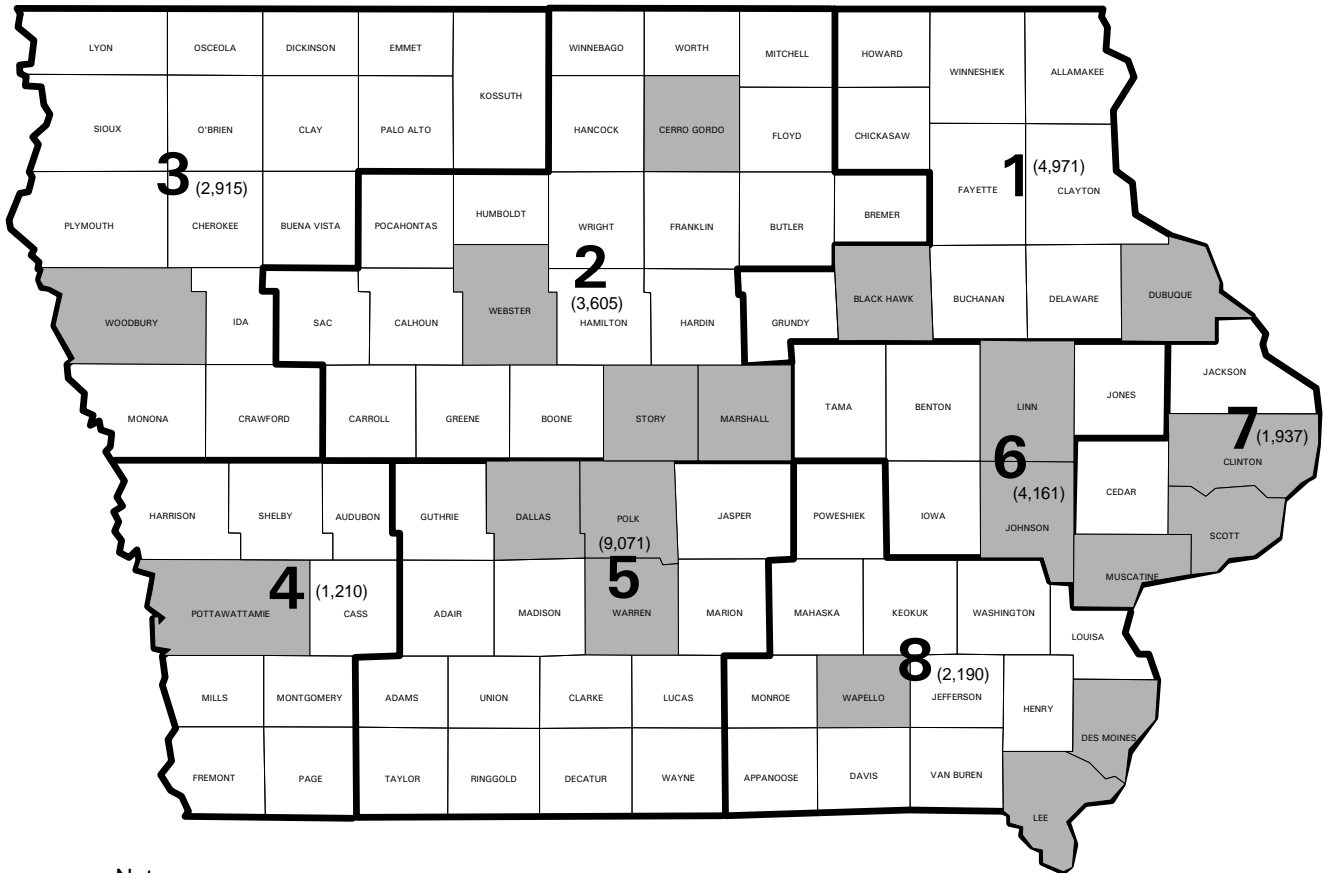 LYON OSCEOLA DICKINSON EMMET WINNEBAGO WORTH MITCHELL HOWARD
WINNESHIEK ALLAMAKEE
KOSSUTH
SIOUX O'BRIEN CLAY PALO ALTO HANCOCK CERRO GORDO FLOYD CHICKASAW
3 (2,915)
1 (4,971)
FAYETTE CLAYTON
PLYMOUTH CHEROKEE BUENA VISTA POCAHONTAS HUMBOLDT WRIGHT FRANKLIN BUTLER BREMER
2
(3,605)
WOODBURY IDA SAC CALHOUN WEBSTER HAMILTON HARDIN GRUNDY BLACK HAWK BUCHANAN DELAWARE DUBUQUE
JACKSON
MONONA CRAWFORD CARROLL GREENE BOONE STORY MARSHALL TAMA BENTON LINN JONES
7 (1,937)
CLINTON
6
(4,161)
CEDAR
HARRISON SHELBY AUDUBON GUTHRIE DALLAS POLK JASPER POWESHIEK IOWA JOHNSON SCOTT
(9,071)
5
MUSCATINE
4 (1,210)
POTTAWATTAMIE CASS ADAIR MADISON WARREN MARION MAHASKA KEOKUK WASHINGTON
LOUISA
8 (2,190)
MILLS MONTGOMERY ADAMS UNION CLARKE LUCAS MONROE WAPELLO JEFFERSON HENRY
DES MOINES
FREMONT PAGE TAYLOR RINGGOLD DECATUR WAYNE APPANOOSE DAVIS VAN BUREN
LEE